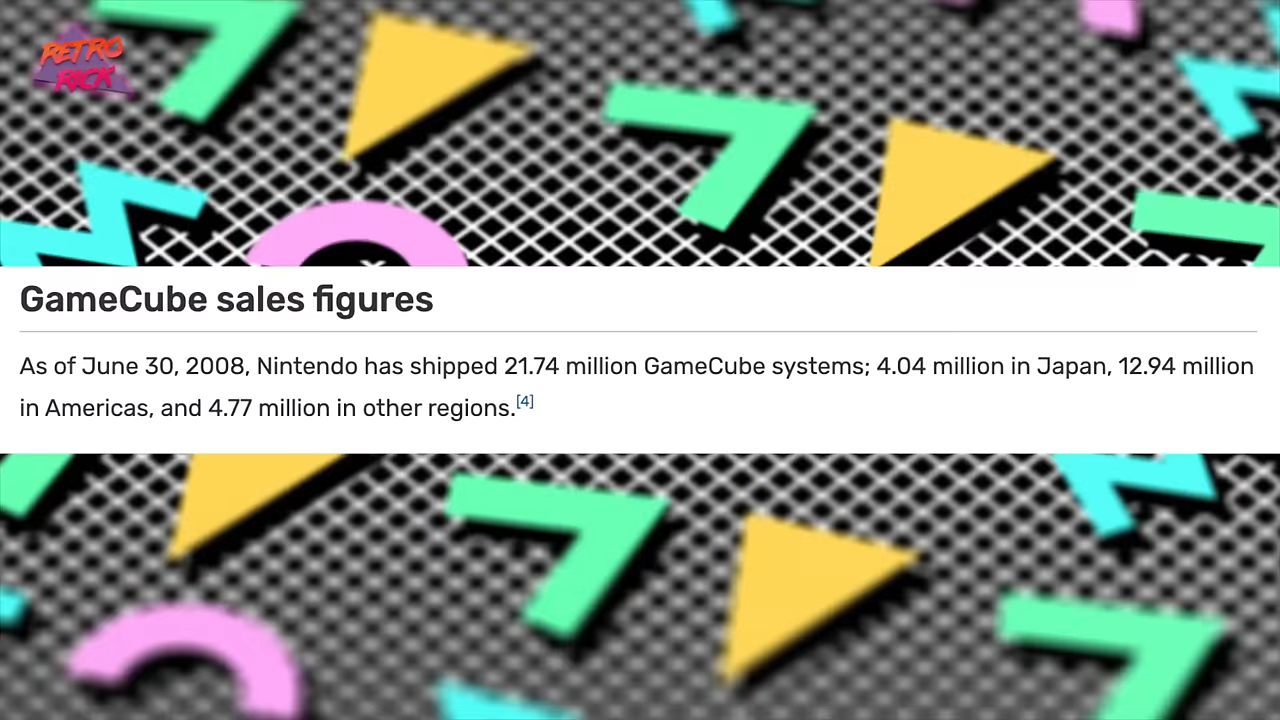 RETRO
RICK
GameCube sales figures
As of June 30, 2008, Nintendo has shipped 21.74 million GameCube systems; 4.04 million in Japan, 12.94 million
in Americas, and 4.77 million in other regions.[4]